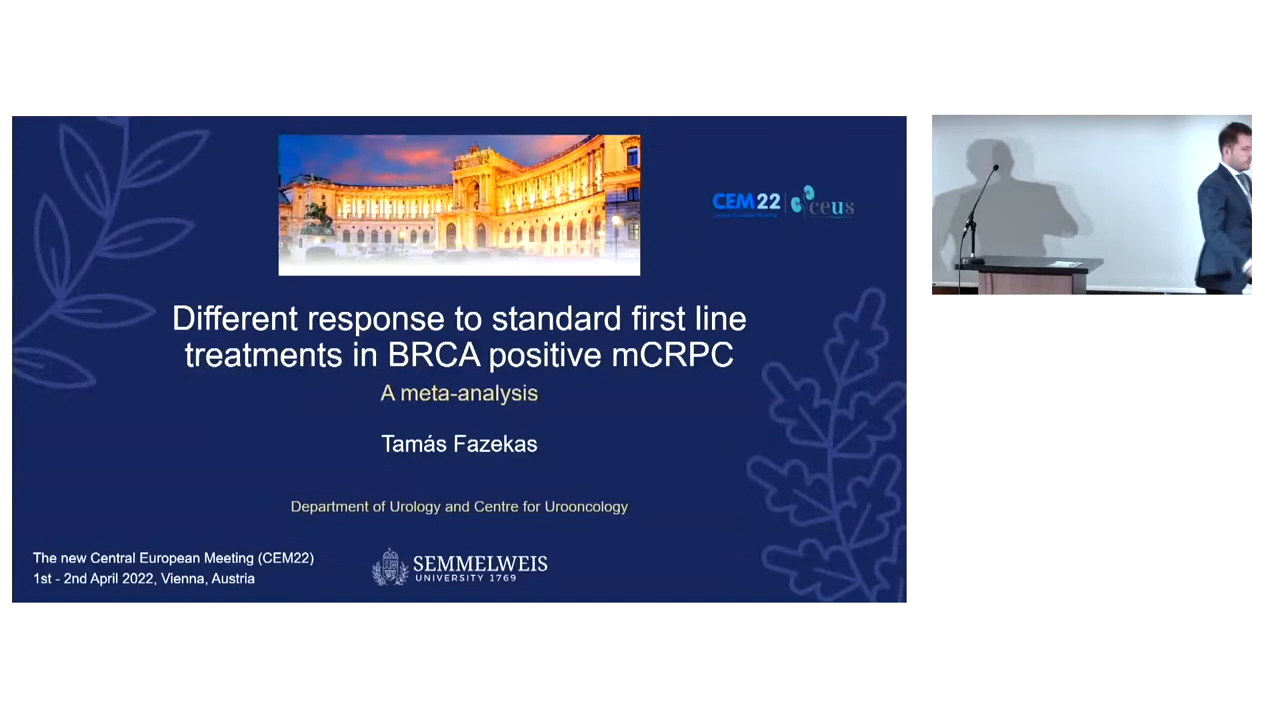 CEM22
ceus
Different response to standard first line
treatments in BRCA positive mCRPC
A meta-analysis
Tamás Fazekas
Department of Urology and Centre for Urooncology
The new Central European Meeting (CEM22)
1st - 2nd April 2022, Vienna, Austria
SEMMELWEIS
UNIVERSITY 1769